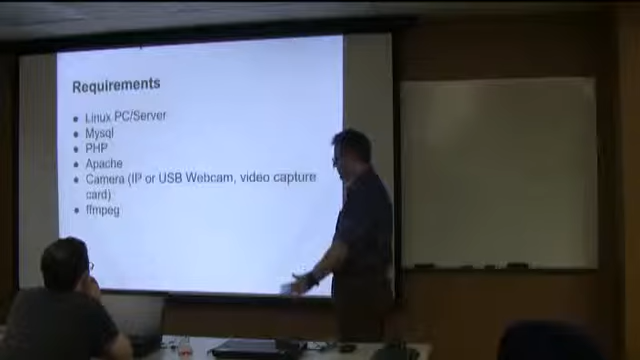 Requirements
● Linux PC/Server
● Mysql
● PHP
● Apache
● Camera (IP or USB Webcam, video capture
card)
● ffmpeg